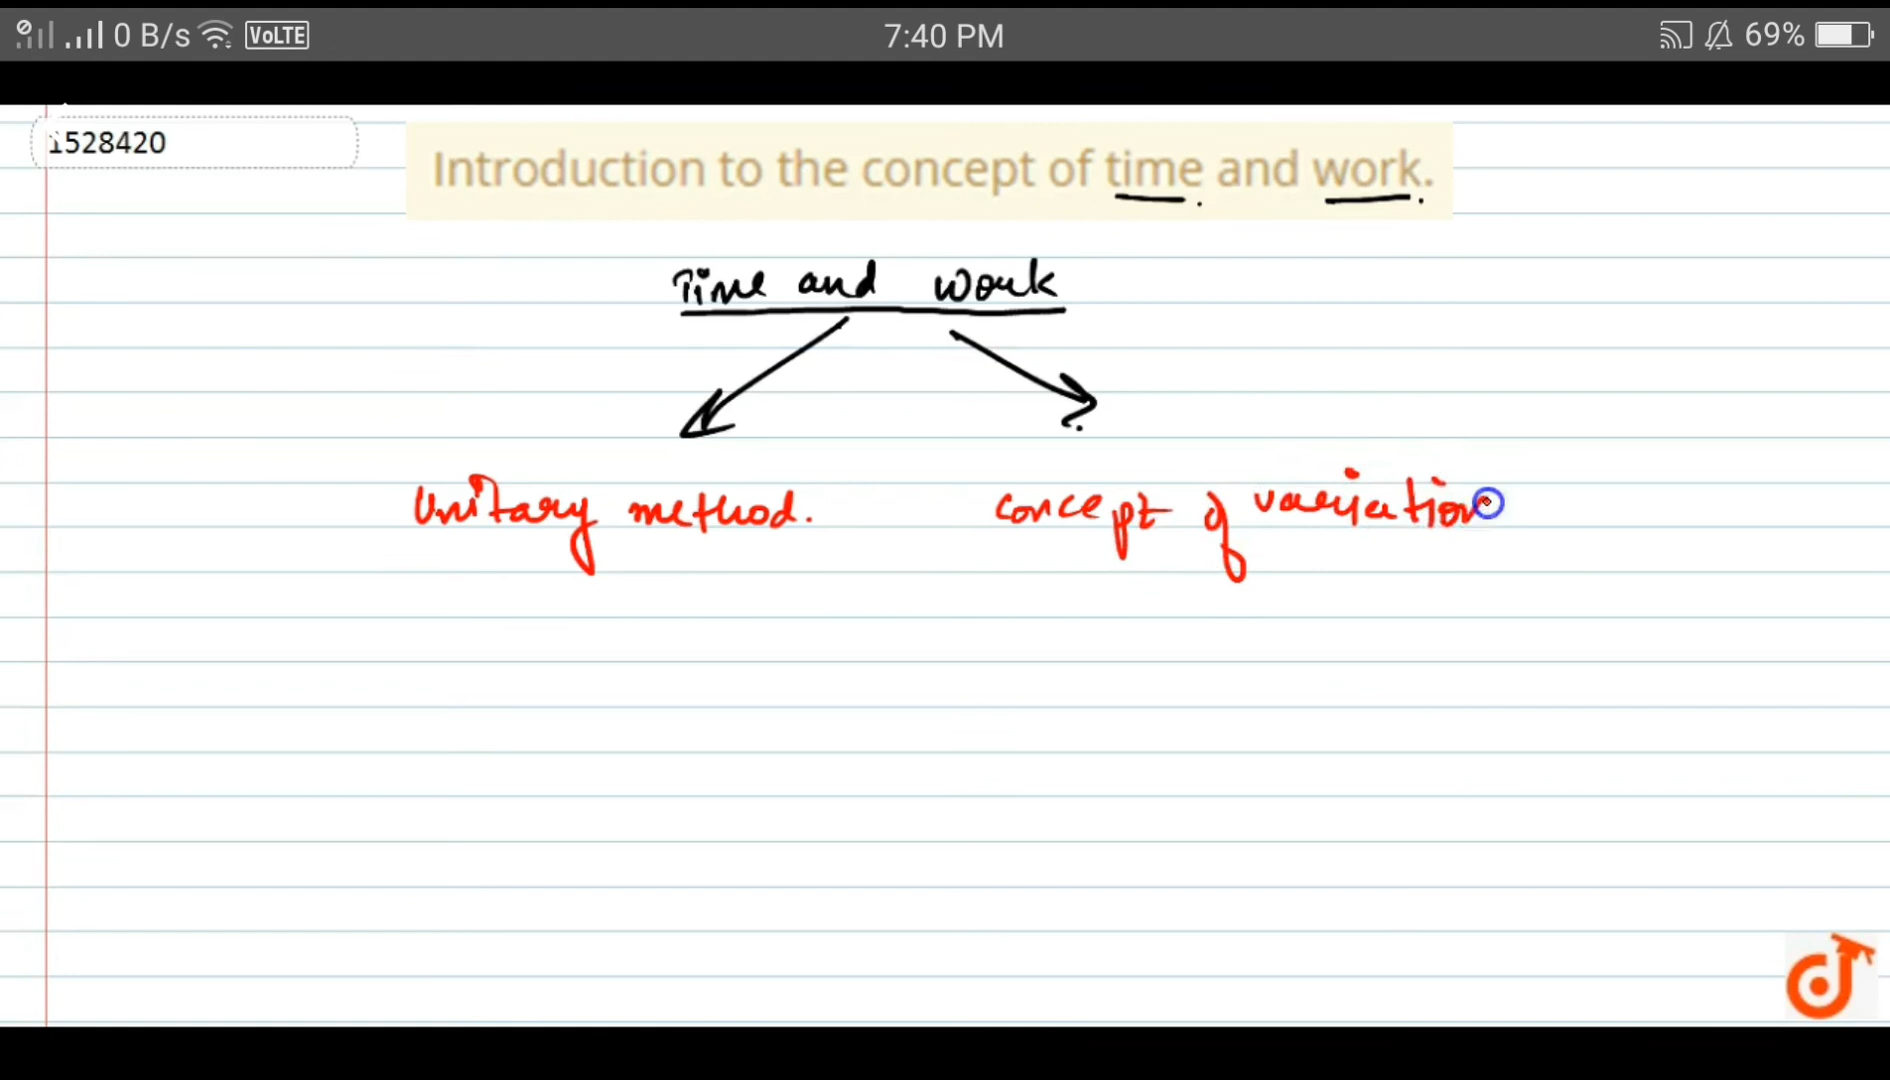 0 B/s VoLTE 7:40 PM 69%
1528420
Introduction to the concept of time and work.
Time and Work
Unitary method. concept of variation